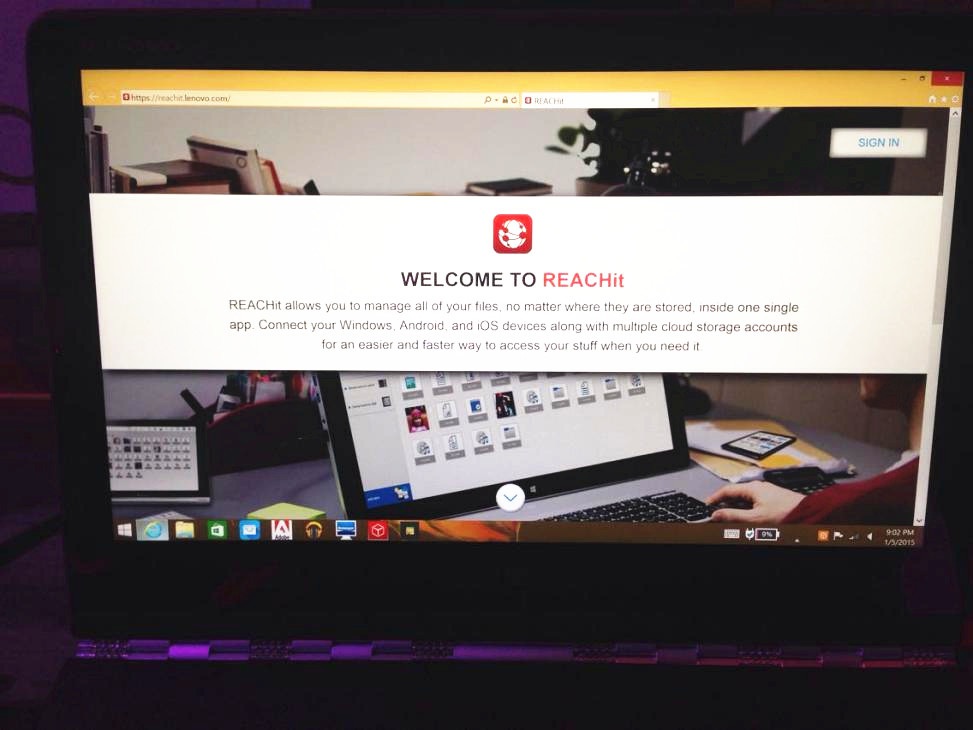 https://reachit.lenovo.com/
REACHit
SIGN IN
WELCOME TO REACHit
REACHit allows you to manage all of your files, no matter where they are stored, inside one single
app. Connect your Windows, Android, and iOS devices along with multiple cloud storage accounts
for an easier and faster way to access your stuff when you need it
Adobe
9%
9:02 PM
1/5/2015